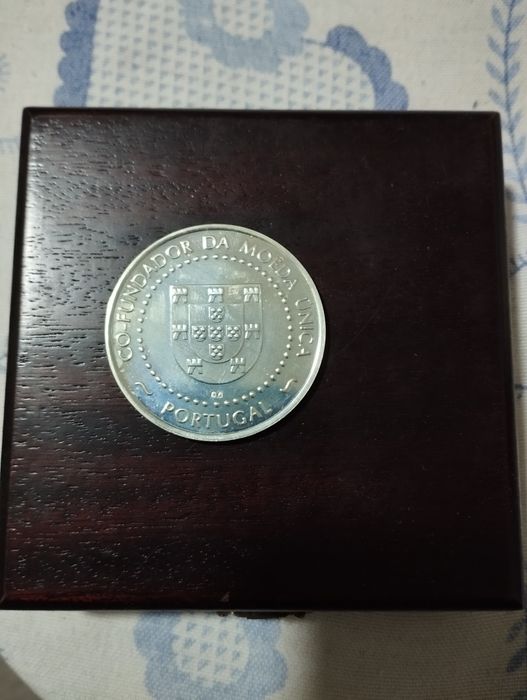 CO-FUNDADOR DA MOEDA ÚNICA
PORTUGAL